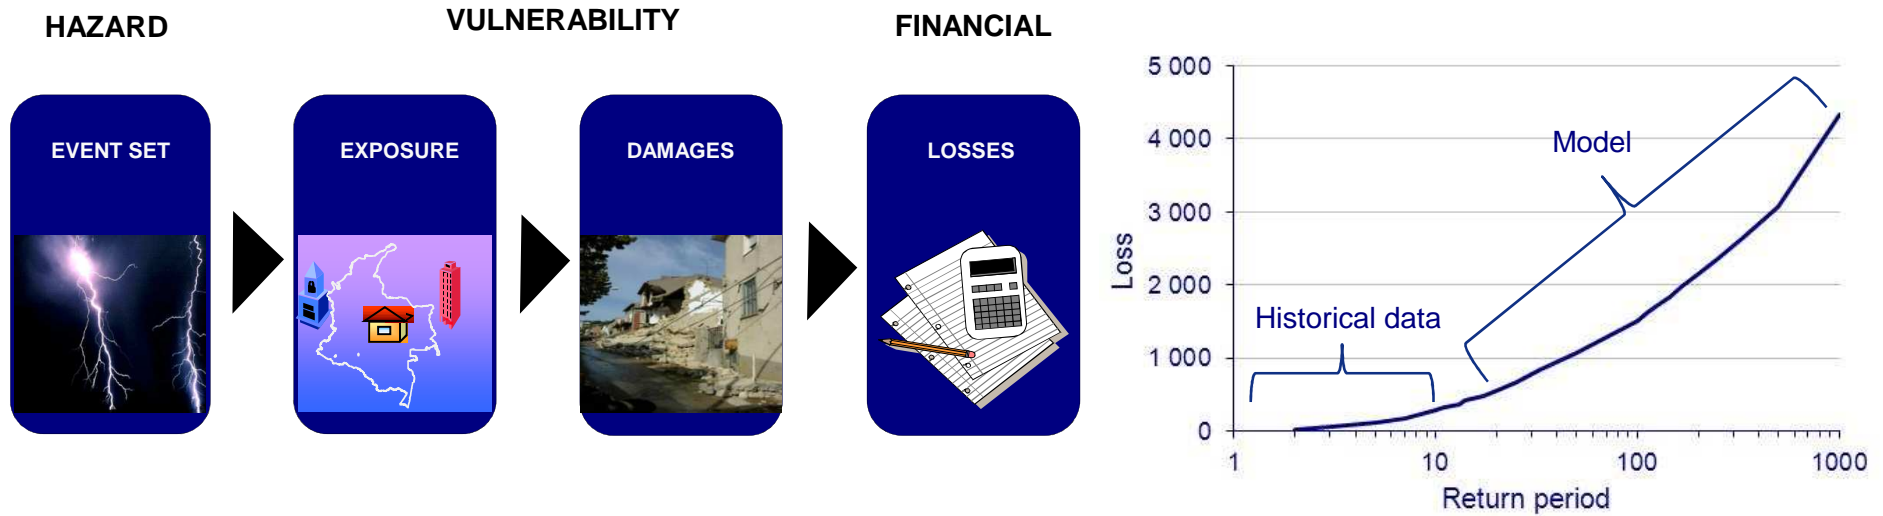 HAZARD
VULNERABILITY
FINANCIAL
EVENT SET
EXPOSURE
DAMAGES
LOSSES
5 000
4 000
3 000
2 000
1 000
0
Loss
Model
Historical data
1
10
100
1000
Return period